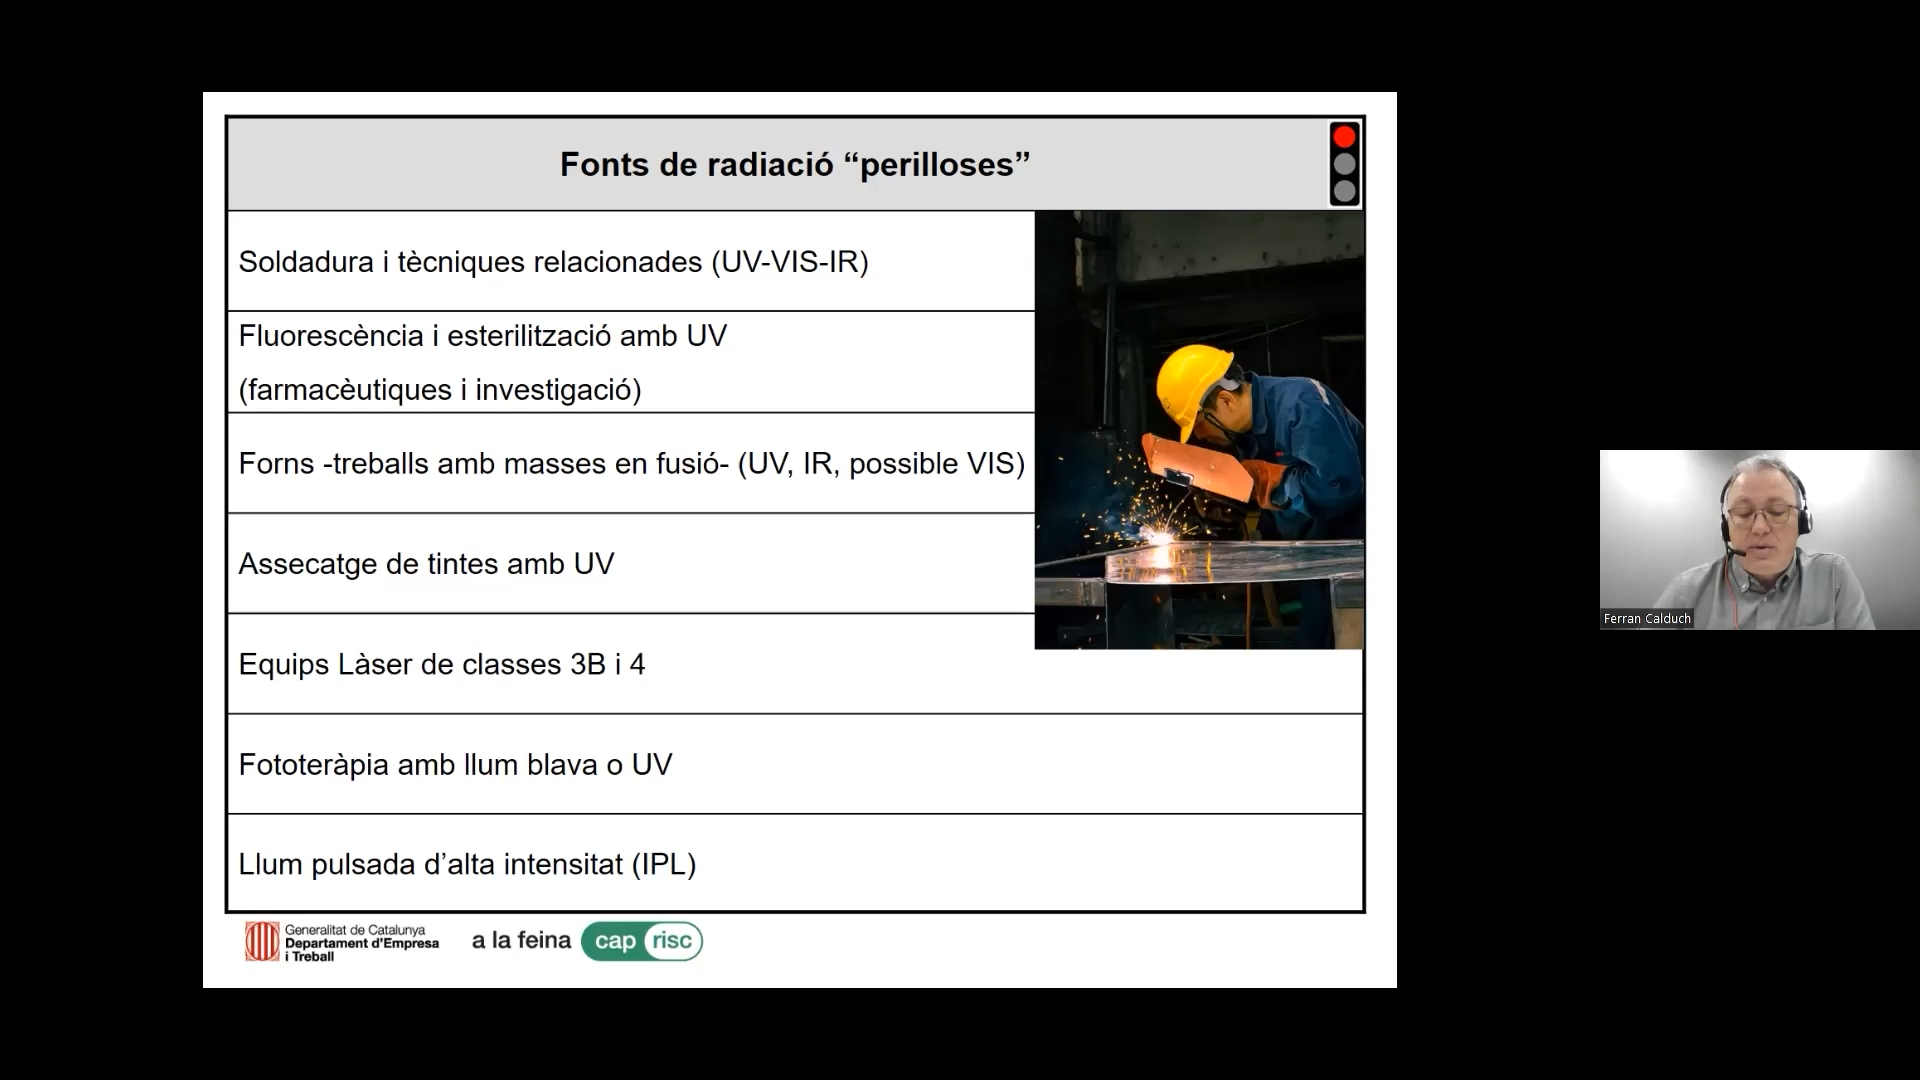 Fonts de radiació “perilloses”
Soldadura i tècniques relacionades (UV-VIS-IR)
Fluorescència i esterilització amb UV
(farmacèutiques i investigació)
Forns -treballs amb masses en fusió- (UV, IR, possible VIS)
Assecatge de tintes amb UV
Equips Làser de classes 3B i 4
Fototeràpia amb llum blava o UV
Llum pulsada d’alta intensitat (IPL)
Generalitat de Catalunya
Departament d’Empresa
i Treball
a la feina cap risc
Ferran Calduch